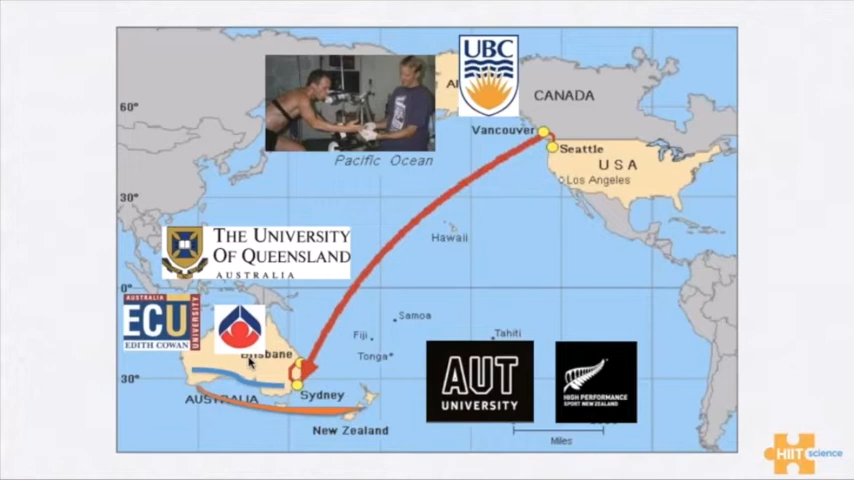 UBC
CANADA
60°
Vancouver
Seattle
Pacific Ocean
USA
Los Angeles
30°
THE UNIVERSITY
OF QUEENSLAND
AUSTRALIA
Hawaii
0°
AUSTRALIA
ECU
UNIVERSITY
EDITH COWAN
Samoa
Fiji
Tahiti
Brisbane
Tonga
30°
AUT
UNIVERSITY
HIGH PERFORMANCE
SPORT NEW ZEALAND
Sydney
AUSTRALIA
New Zealand
Miles
HIIT science